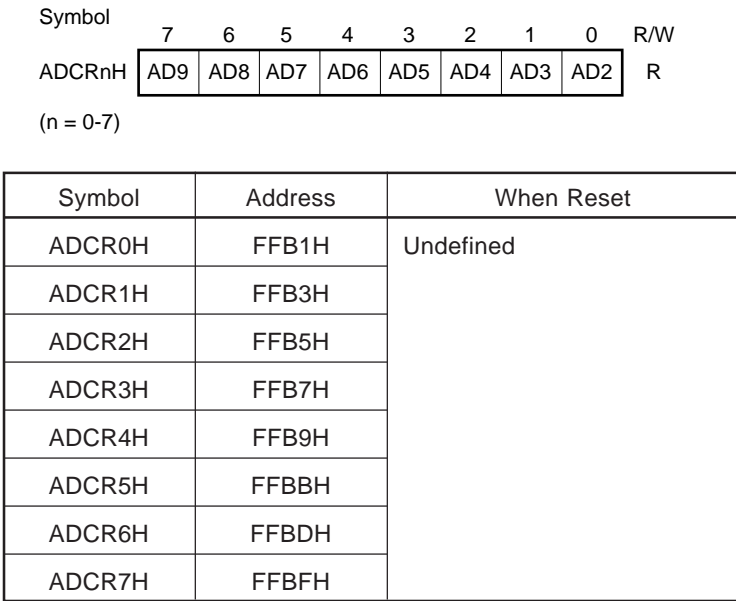 Symbol
7 6 5 4 3 2 1 0 R/W
ADCRnH AD9 AD8 AD7 AD6 AD5 AD4 AD3 AD2 R
(n = 0-7)
Symbol Address When Reset
ADCR0H FFB1H Undefined
ADCR1H FFB3H
ADCR2H FFB5H
ADCR3H FFB7H
ADCR4H FFB9H
ADCR5H FFBBH
ADCR6H FFBDH
ADCR7H FFBFH